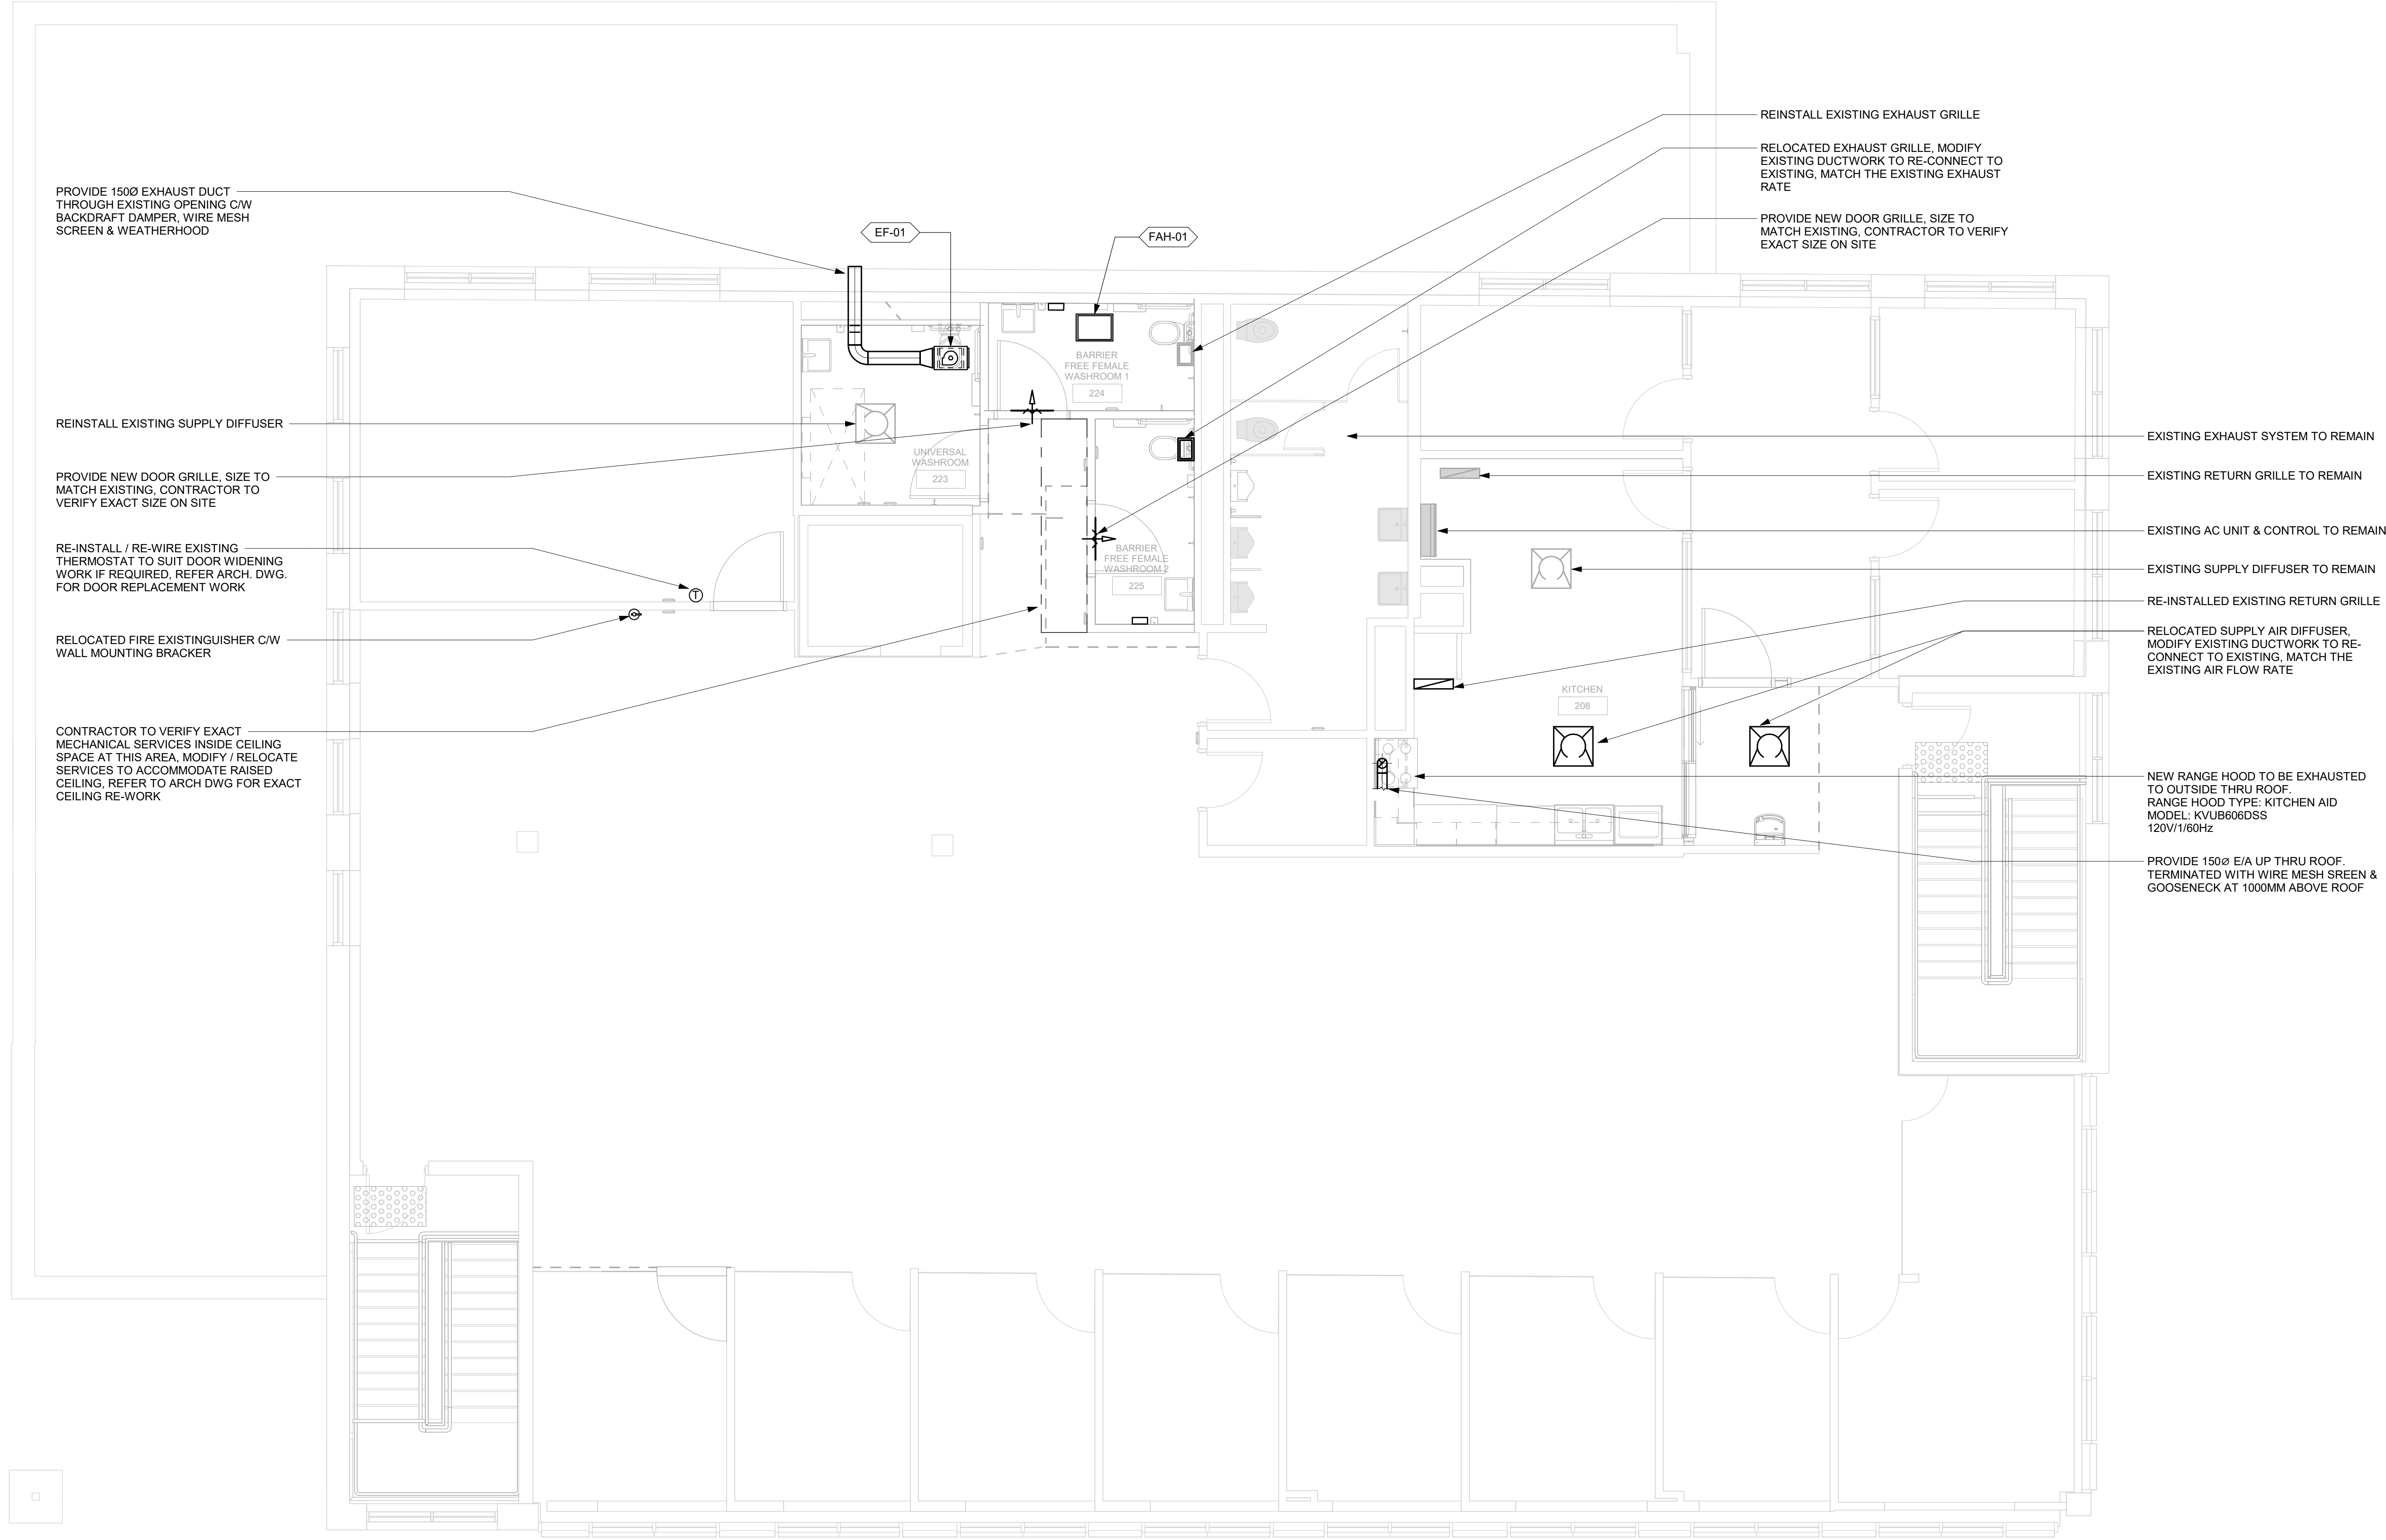 PROVIDE 150Ø EXHAUST DUCT
THROUGH EXISTING OPENING C/W
BACKDRAFT DAMPER, WIRE MESH
SCREEN & WEATHERHOOD
REINSTALL EXISTING SUPPLY DIFFUSER
PROVIDE NEW DOOR GRILLE, SIZE TO
MATCH EXISTING, CONTRACTOR TO
VERIFY EXACT SIZE ON SITE
RE-INSTALL / RE-WIRE EXISTING
THERMOSTAT TO SUIT DOOR WIDENING
WORK IF REQUIRED, REFER ARCH. DWG.
FOR DOOR REPLACEMENT WORK
RELOCATED FIRE EXISTINGUISHER C/W
WALL MOUNTING BRACKER
CONTRACTOR TO VERIFY EXACT
MECHANICAL SERVICES INSIDE CEILING
SPACE AT THIS AREA, MODIFY / RELOCATE
SERVICES TO ACCOMMODATE RAISED
CEILING, REFER TO ARCH DWG FOR EXACT
CEILING RE-WORK
EF-01
FAH-01
BARRIER
FREE FEMALE
WASHROOM 1
224
UNIVERSAL
WASHROOM
223
BARRIER
FREE FEMALE
WASHROOM 2
225
T
KITCHEN
208
REINSTALL EXISTING EXHAUST GRILLE
RELOCATED EXHAUST GRILLE, MODIFY
EXISTING DUCTWORK TO RE-CONNECT TO
EXISTING, MATCH THE EXISTING EXHAUST
RATE
PROVIDE NEW DOOR GRILLE, SIZE TO
MATCH EXISTING, CONTRACTOR TO VERIFY
EXACT SIZE ON SITE
EXISTING EXHAUST SYSTEM TO REMAIN
EXISTING RETURN GRILLE TO REMAIN
EXISTING AC UNIT & CONTROL TO REMAIN
EXISTING SUPPLY DIFFUSER TO REMAIN
RE-INSTALLED EXISTING RETURN GRILLE
RELOCATED SUPPLY AIR DIFFUSER,
MODIFY EXISTING DUCTWORK TO RE-
CONNECT TO EXISTING, MATCH THE
EXISTING AIR FLOW RATE
NEW RANGE HOOD TO BE EXHAUSTED
TO OUTSIDE THRU ROOF.
RANGE HOOD TYPE: KITCHEN AID
MODEL: KVUB606DSS
120V/1/60Hz
PROVIDE 150⌀ E/A UP THRU ROOF.
TERMINATED WITH WIRE MESH SREEN &
GOOSENECK AT 1000MM ABOVE ROOF